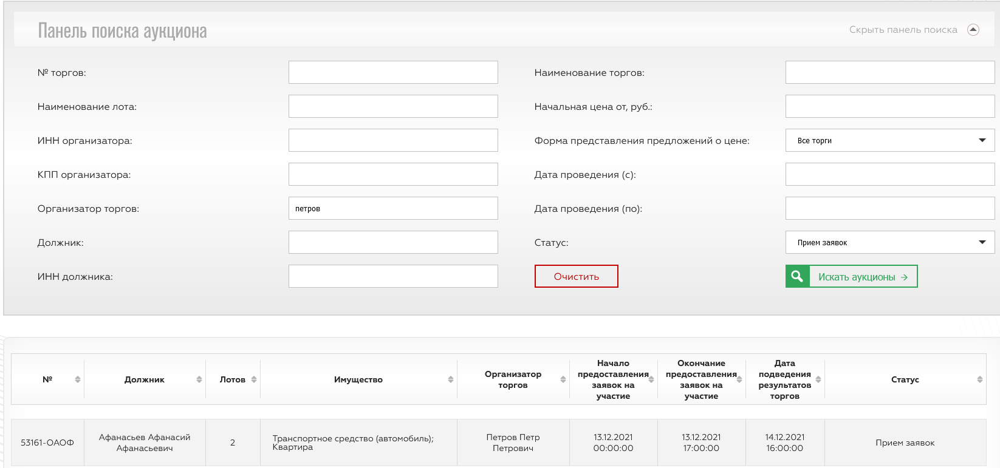 Панель поиска аукциона
Скрыть панель поиска
№ торгов:
Наименование торгов:
Наименование лота:
Начальная цена от, руб.:
ИНН организатора:
Форма представления предложений о цене:
Все торги
КПП организатора:
Дата проведения (с):
Организатор торгов:
петров
Дата проведения (по):
Должник:
Статус:
Прием заявок
ИНН должника:
Очистить
Искать аукционы →
№
Должник
Лотов
Имущество
Организатор
торгов
Начало
предоставления
заявок на
участие
Окончание
предоставления
заявок на
участие
Дата
подведения
результатов
торгов
Статус
53161-ОАОФ
Афанасьев Афанасий
Афанасьевич
2
Транспортное средство (автомобиль);
Квартира
Петров Петр
Петрович
13.12.2021
00:00:00
13.12.2021
17:00:00
14.12.2021
16:00:00
Прием заявок